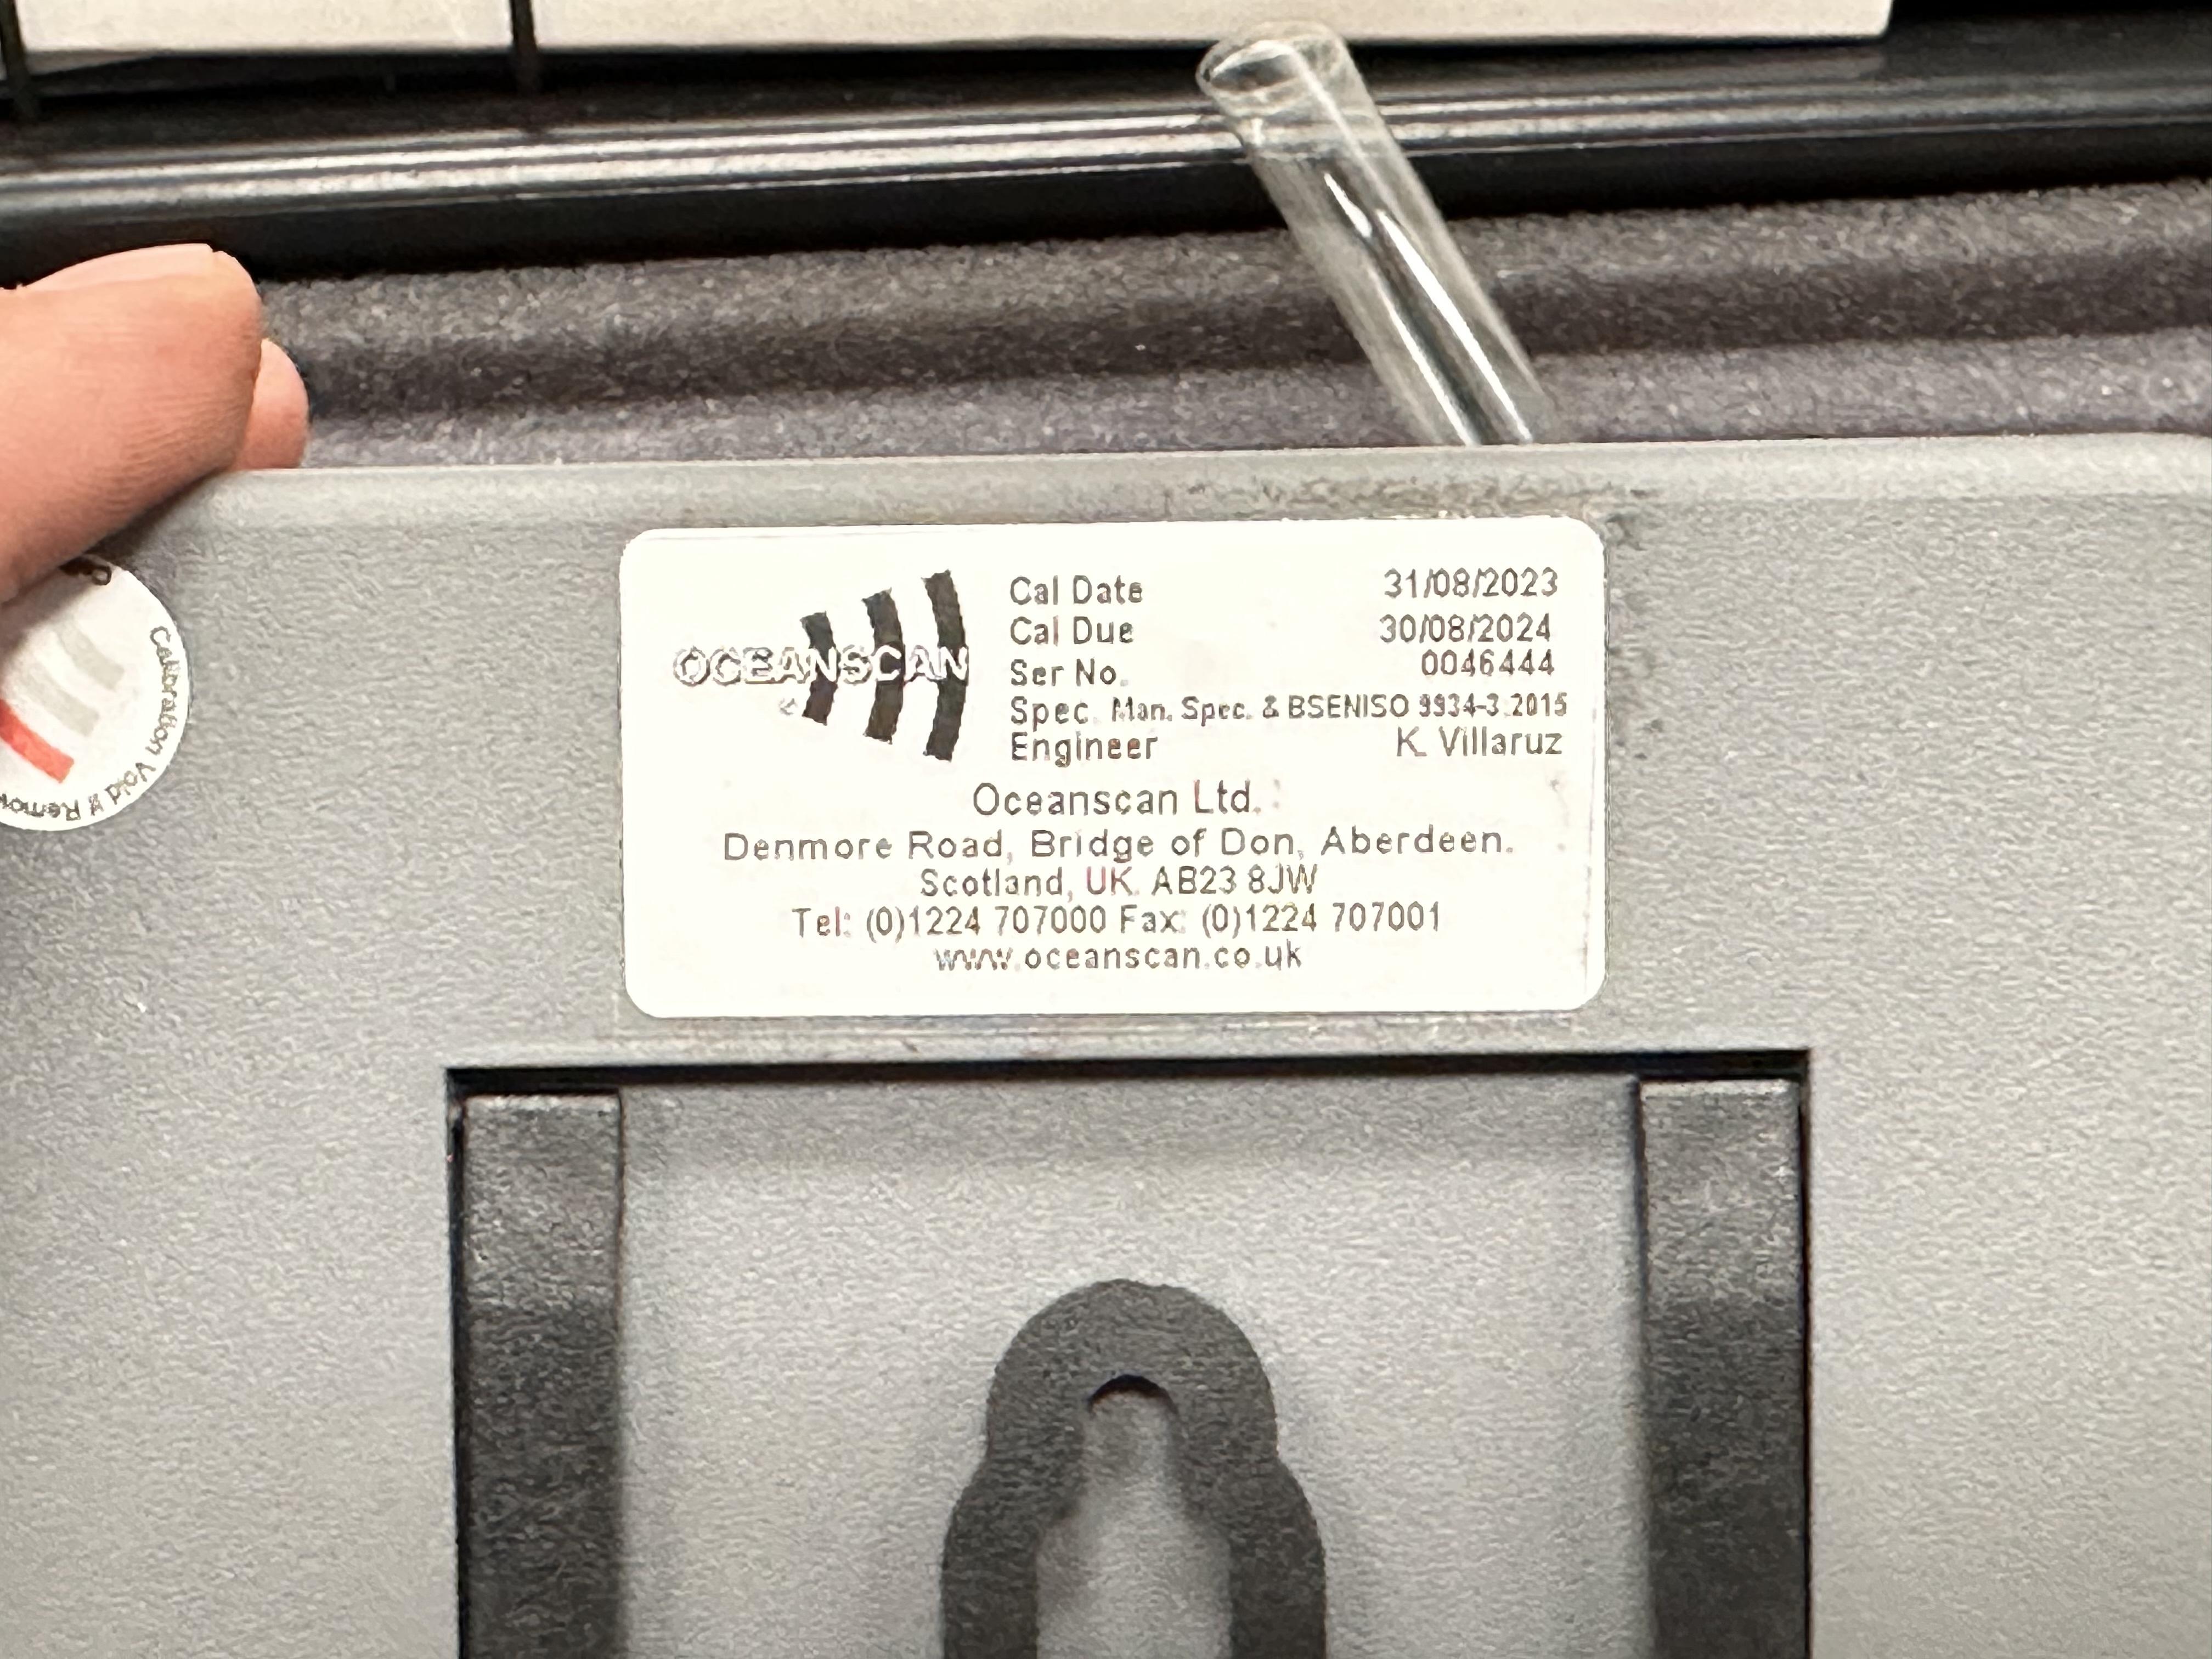 OCEANSCAN
Cal Date 31/08/2023
Cal Due 30/08/2024
Ser No. 0046444
Spec. Man. Spec. & BSENISO 9934-3.2015
Engineer K. Villaruz
Oceanscan Ltd.
Denmore Road, Bridge of Don, Aberdeen.
Scotland, UK. AB23 8JW
Tel: (0)1224 707000 Fax: (0)1224 707001
www.oceanscan.co.uk
Calibration Void If